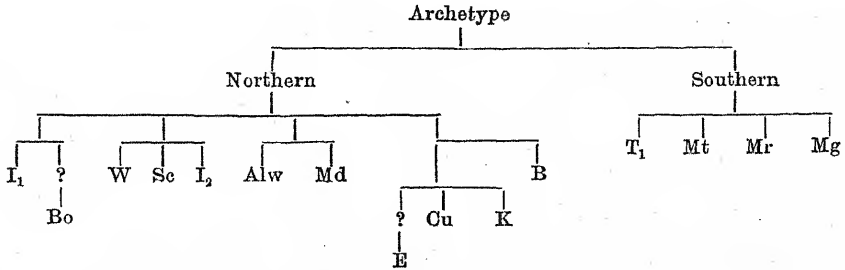 Archetype
Northern Southern
I₁ ? W Sc I₂ Alw Md B T₁ Mt Mr Mg
Bo ? Cu K
E